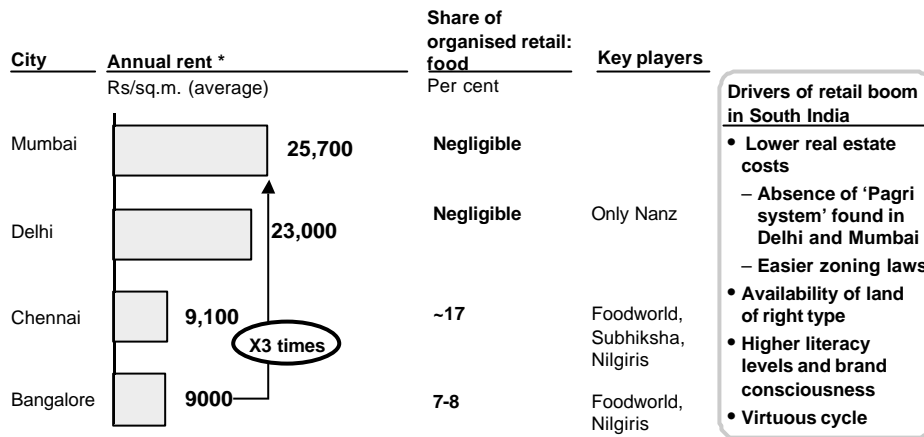 City
Annual rent *
Share of
organised retail:
food
Key players
Rs/sq.m. (average)
Per cent
Mumbai
25,700
Negligible
Delhi
23,000
Negligible
Only Nanz
Chennai
9,100
~17
Foodworld,
Subhiksha,
Nilgiris
X3 times
Bangalore
9000
7-8
Foodworld,
Nilgiris
Drivers of retail boom
in South India
• Lower real estate
costs
– Absence of ‘Pagri
system’ found in
Delhi and Mumbai
– Easier zoning laws
• Availability of land
of right type
• Higher literacy
levels and brand
consciousness
• Virtuous cycle